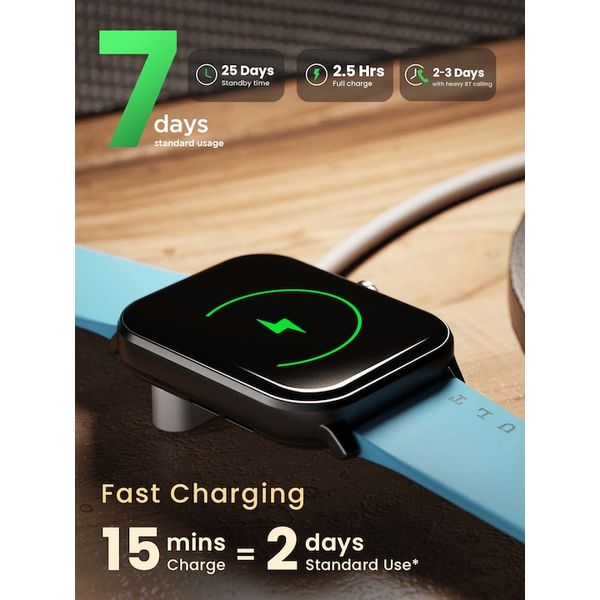 7
days
standard usage
25 Days
Standby time
2.5 Hrs
Full charge
2-3 Days
with heavy BT calling
ULT
Fast Charging
15 mins Charge = 2 days Standard Use*